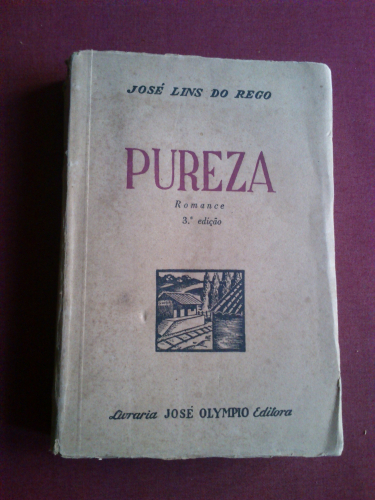 JOSÉ LINS DO REGO
PUREZA
Romance
3.ª edição
Livraria JOSÉ OLYMPIO Editora